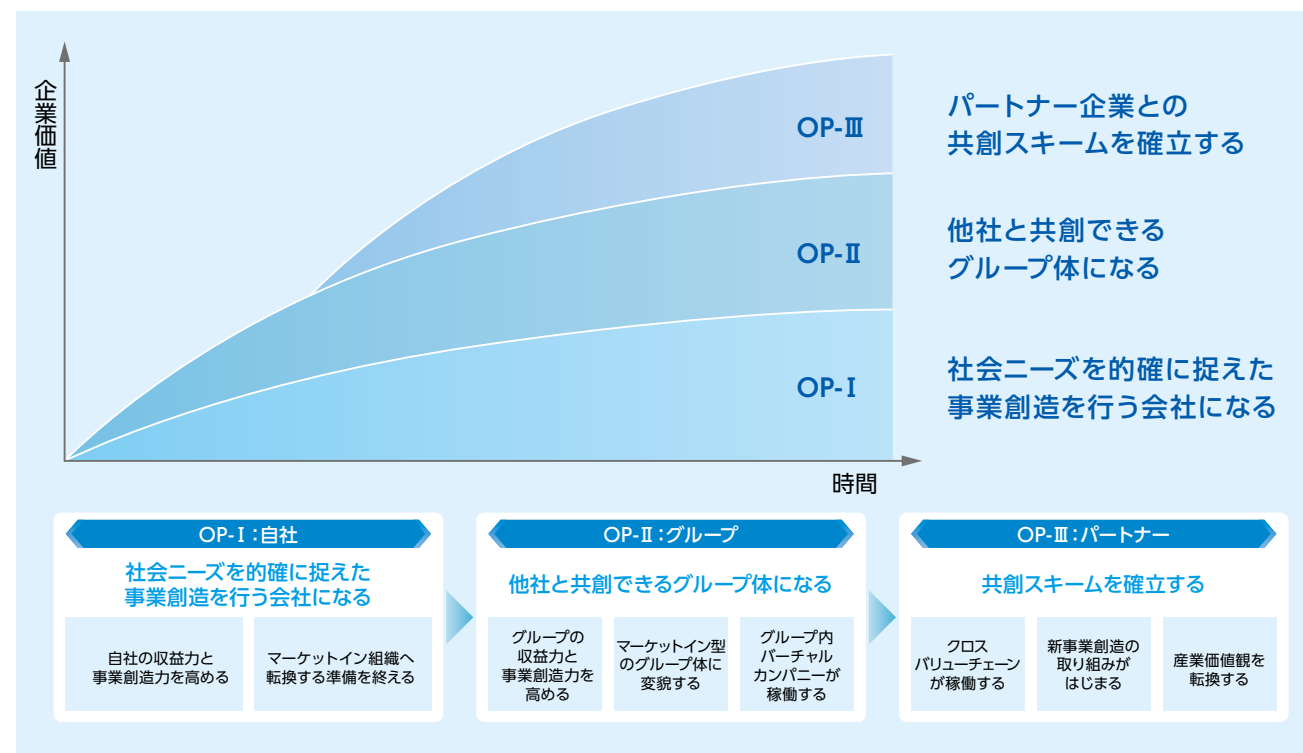 企業価値
OP-Ⅲ
パートナー企業との
共創スキームを確立する
OP-Ⅱ
他社と共創できる
グループ体になる
OP-Ⅰ
社会ニーズを的確に捉えた
事業創造を行う会社になる
時間
OP-Ⅰ：自社
社会ニーズを的確に捉えた
事業創造を行う会社になる
自社の収益力と
事業創造力を高める
マーケットイン組織へ
転換する準備を終える
OP-Ⅱ：グループ
他社と共創できるグループ体になる
グループの
収益力と
事業創造力を
高める
マーケットイン型
のグループ体に
変貌する
グループ内
バーチャル
カンパニーが
稼働する
OP-Ⅲ：パートナー
共創スキームを確立する
クロス
バリューチェーン
が稼働する
新事業創造の
取り組みが
はじまる
産業価値観を
転換する